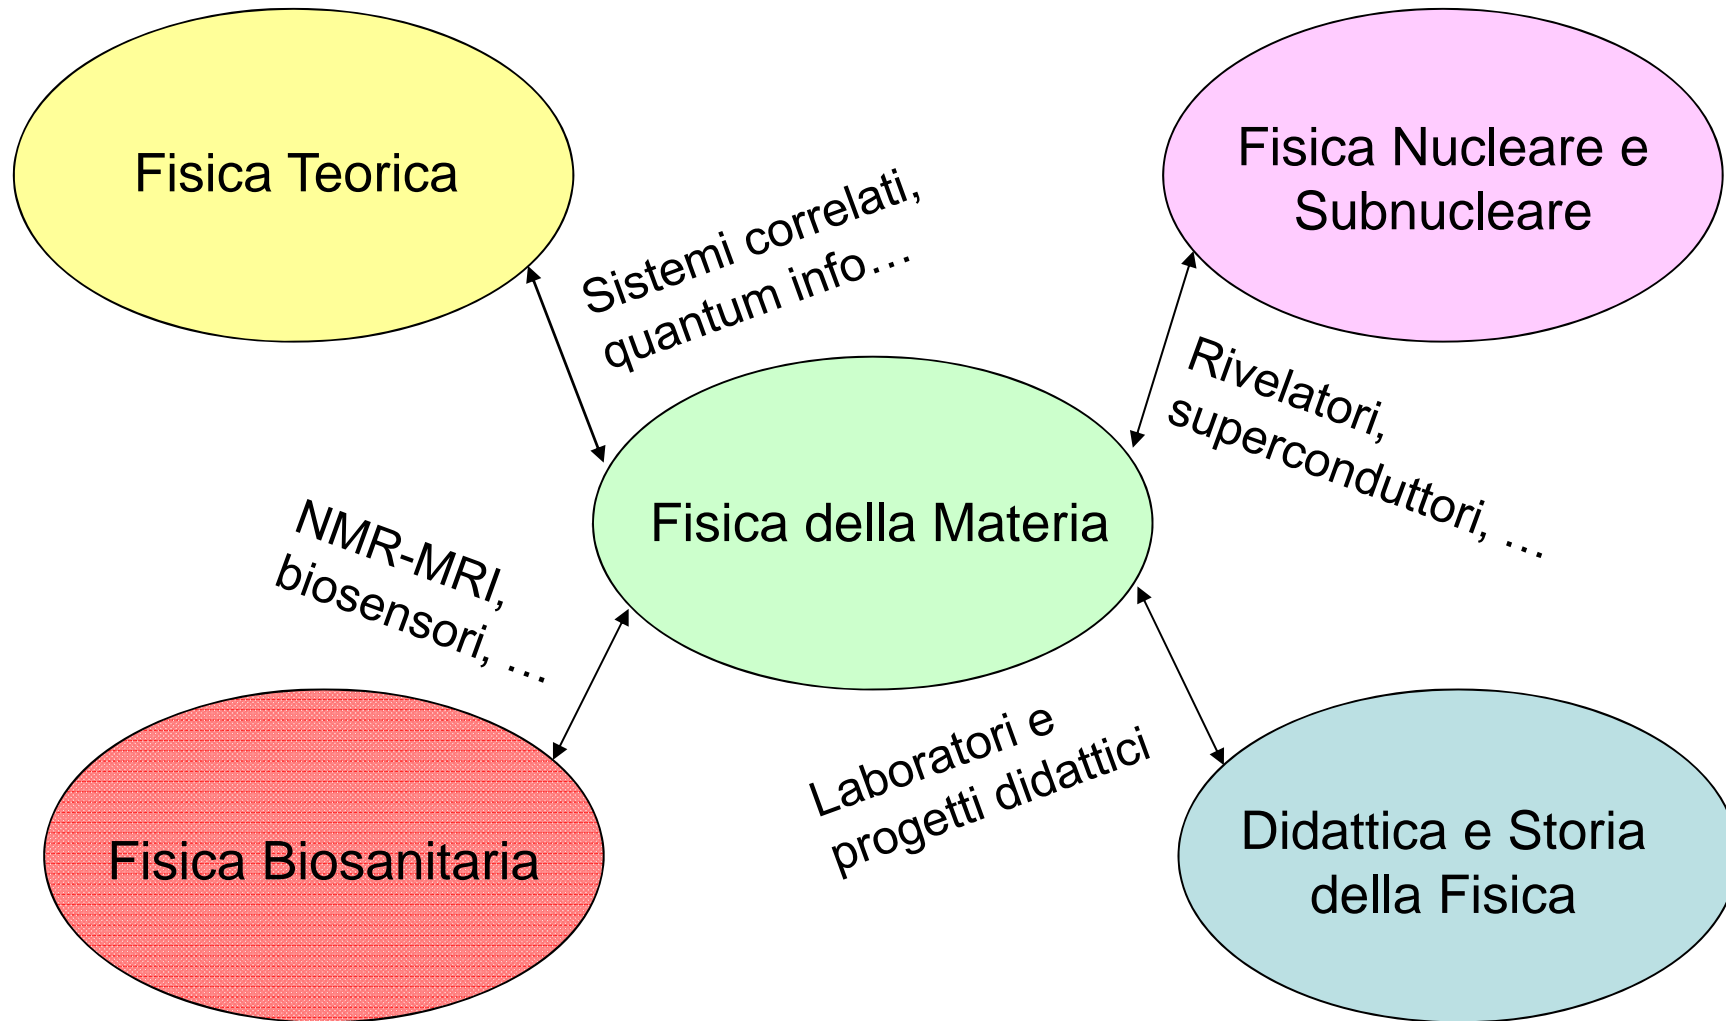 Fisica Teorica
Sistemi correlati,
quantum info…
Fisica Nucleare e
Subnucleare
Rivelatori,
superconduttori, …
Fisica della Materia
NMR-MRI,
biosensori, …
Fisica Biosanitaria
Laboratori e
progetti didattici
Didattica e Storia
della Fisica